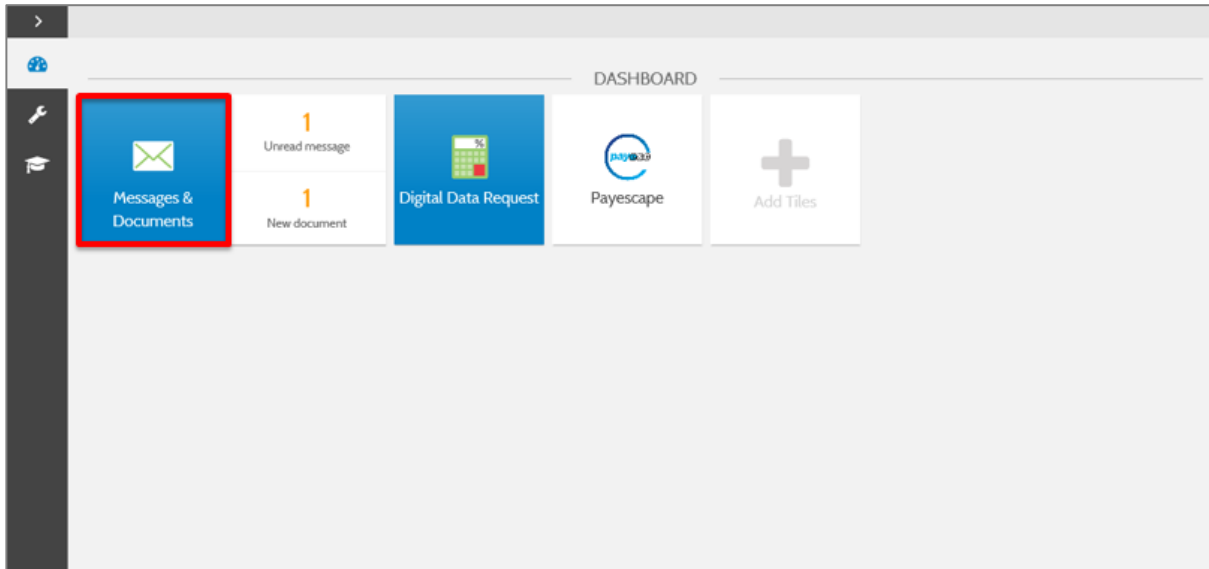 DASHBOARD
Messages &
Documents
1
Unread message
1
New document
%
Digital Data Request
Payescape
Add Tiles